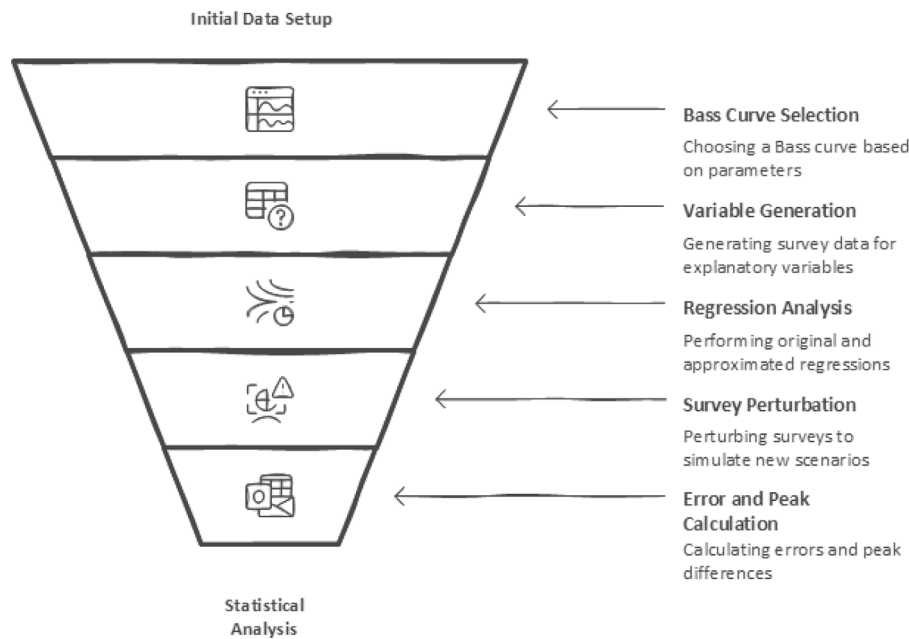 Initial Data Setup
Bass Curve Selection
Choosing a Bass curve based
on parameters
Variable Generation
Generating survey data for
explanatory variables
Regression Analysis
Performing original and
approximated regressions
Survey Perturbation
Perturbing surveys to
simulate new scenarios
Error and Peak
Calculation
Calculating errors and peak
differences
Statistical
Analysis